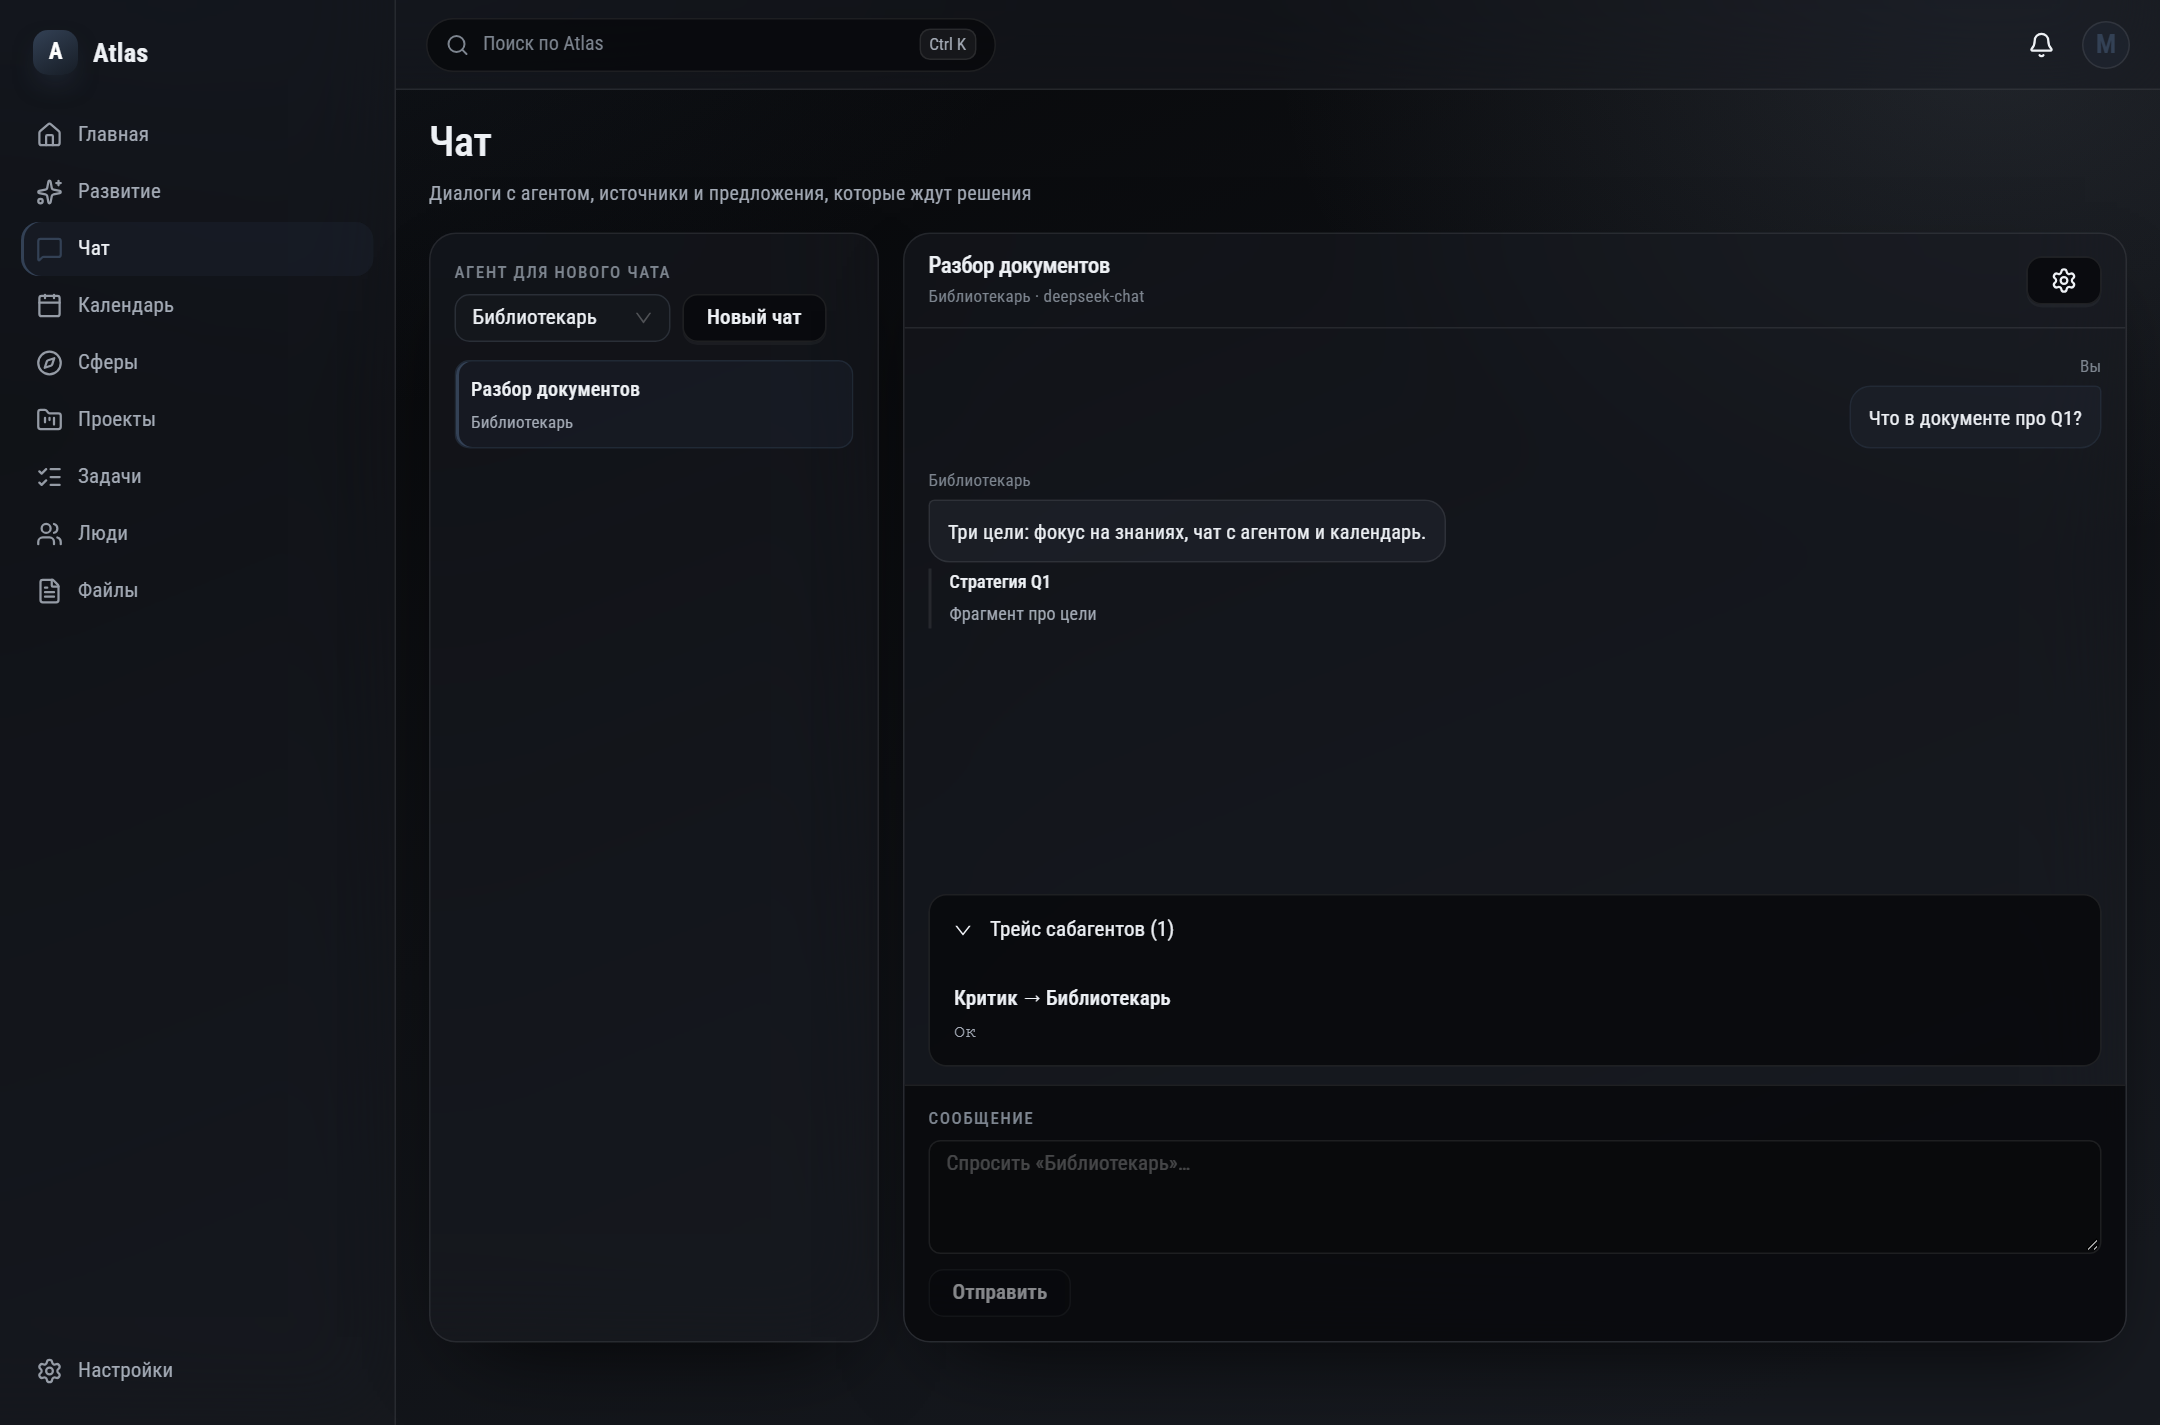 A Atlas
Главная
Развитие
Чат
Календарь
Сферы
Проекты
Задачи
Люди
Файлы
Настройки
Поиск по Atlas
Ctrl K
M
Чат
Диалоги с агентом, источники и предложения, которые ждут решения
АГЕНТ ДЛЯ НОВОГО ЧАТА
Библиотекарь
Новый чат
Разбор документов
Библиотекарь
Разбор документов
Библиотекарь · deepseek-chat
Вы
Что в документе про Q1?
Библиотекарь
Три цели: фокус на знаниях, чат с агентом и календарь.
Стратегия Q1
Фрагмент про цели
Трейс сабагентов (1)
Критик → Библиотекарь
Ок
СООБЩЕНИЕ
Спросить «Библиотекарь»…
Отправить